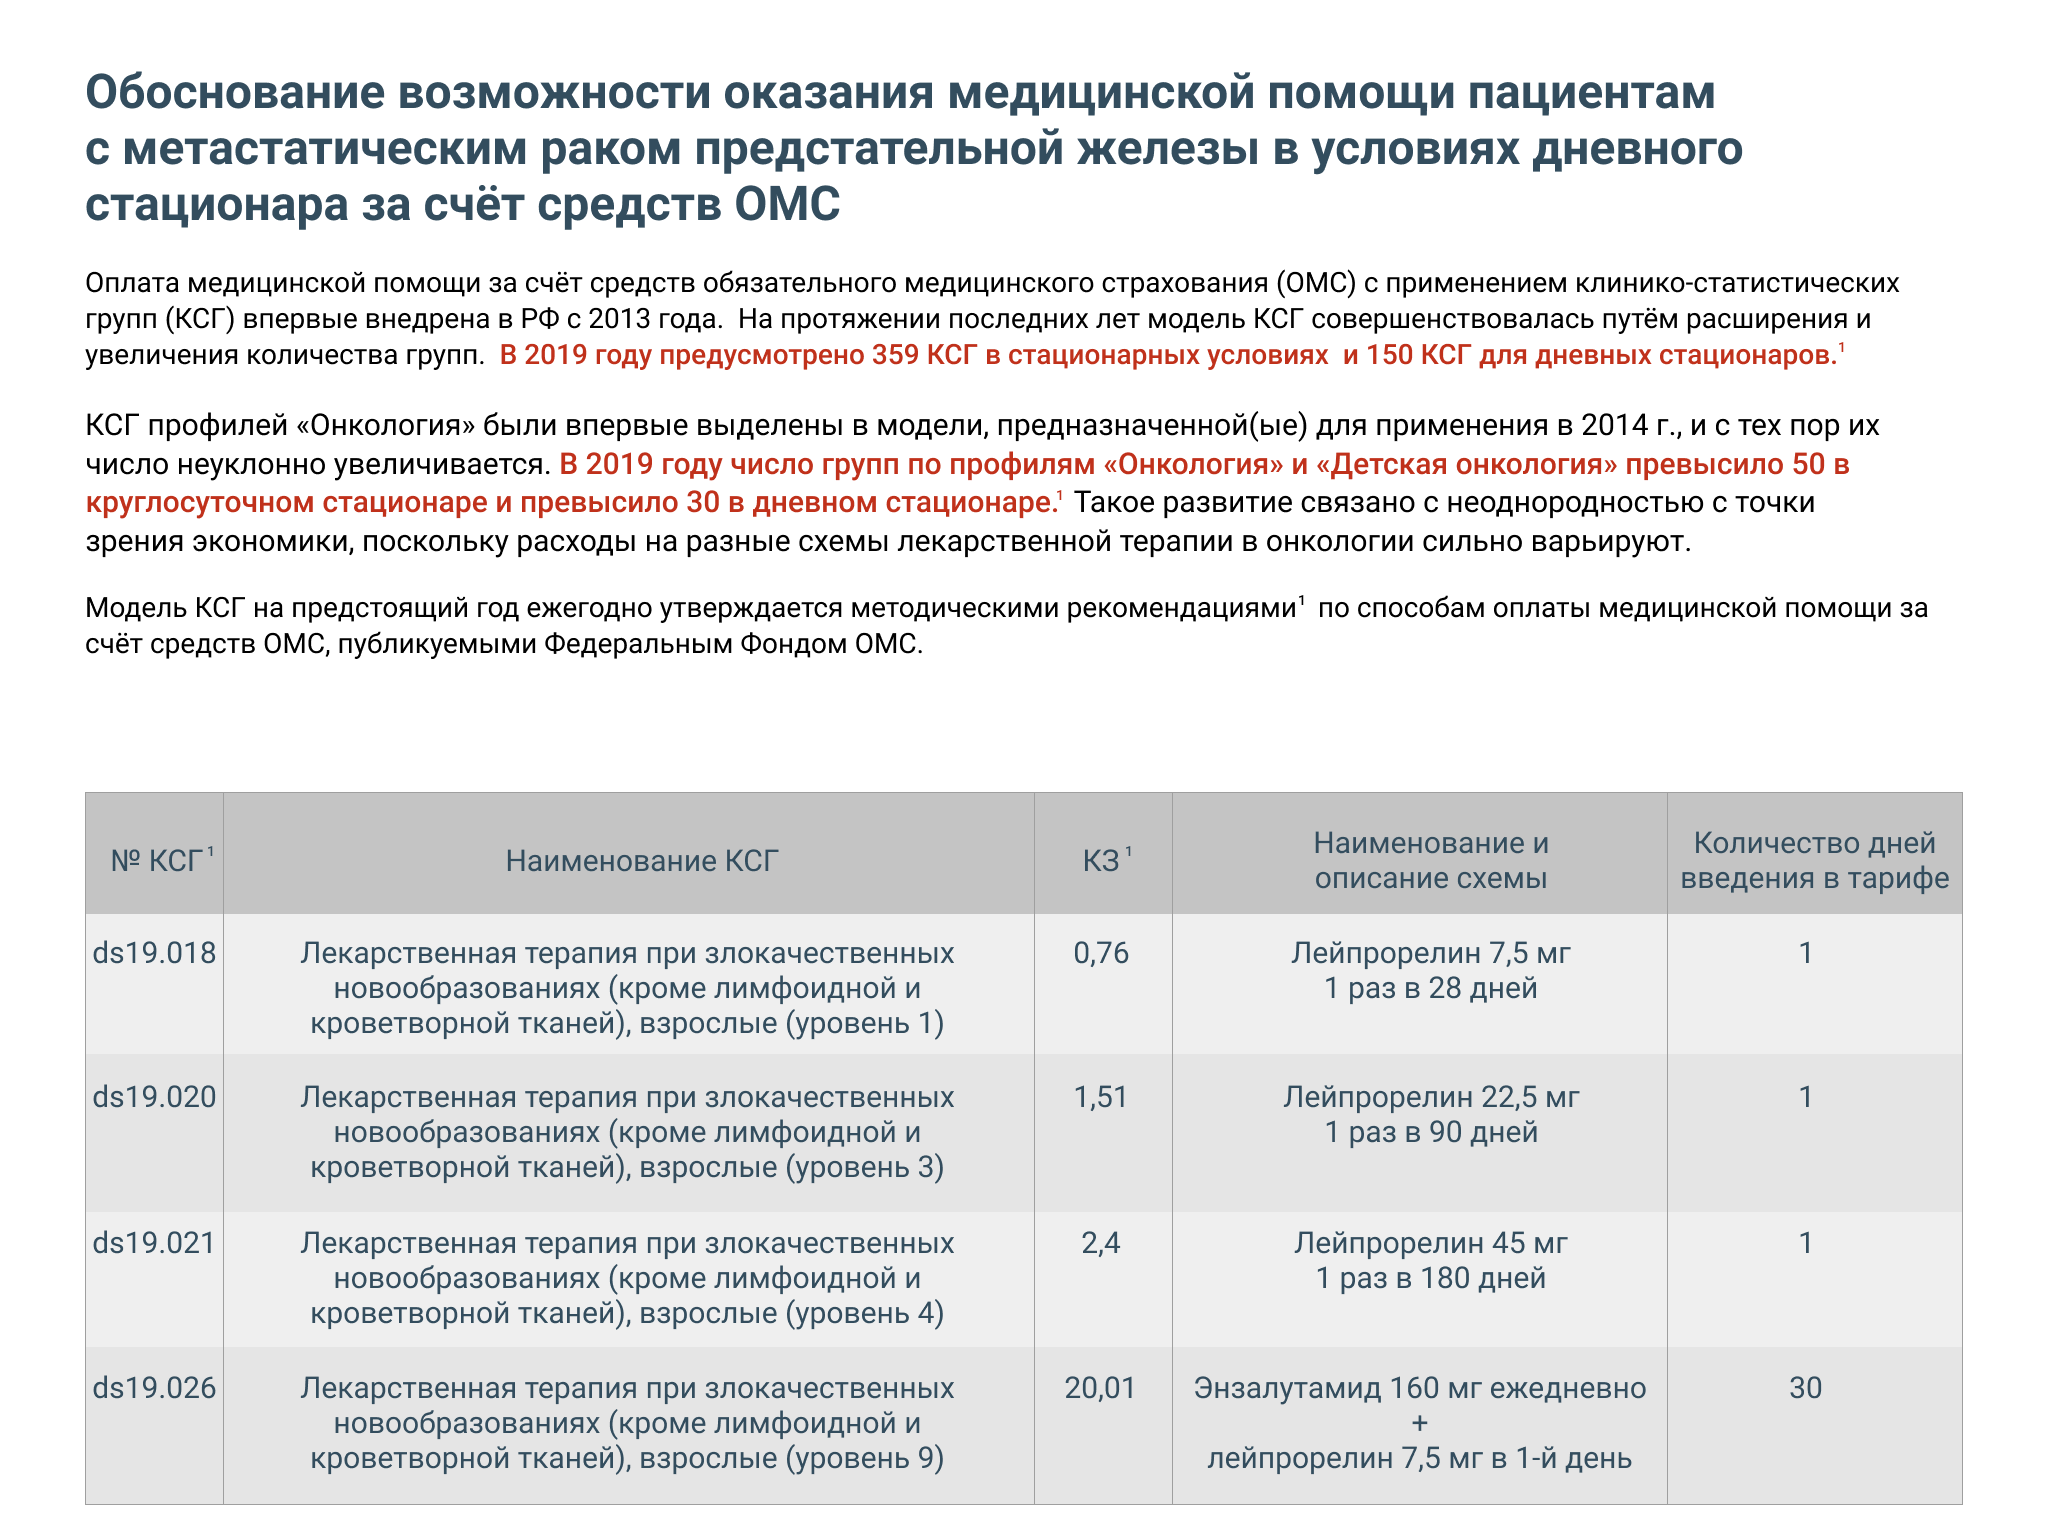 Обоснование возможности оказания медицинской помощи пациентам
с метастатическим раком предстательной железы в условиях дневного
стационара за счёт средств ОМС
Оплата медицинской помощи за счёт средств обязательного медицинского страхования (ОМС) с применением клинико-статистических
групп (КСГ) впервые внедрена в РФ с 2013 года.  На протяжении последних лет модель КСГ совершенствовалась путём расширения и
увеличения количества групп.  В 2019 году предусмотрено 359 КСГ в стационарных условиях  и 150 КСГ для дневных стационаров.¹
КСГ профилей «Онкология» были впервые выделены в модели, предназначенной(ые) для применения в 2014 г., и с тех пор их
число неуклонно увеличивается. В 2019 году число групп по профилям «Онкология» и «Детская онкология» превысило 50 в
круглосуточном стационаре и превысило 30 в дневном стационаре.¹ Такое развитие связано с неоднородностью с точки
зрения экономики, поскольку расходы на разные схемы лекарственной терапии в онкологии сильно варьируют.
Модель КСГ на предстоящий год ежегодно утверждается методическими рекомендациями¹ по способам оплаты медицинской помощи за
счёт средств ОМС, публикуемыми Федеральным Фондом ОМС.
№ КСГ¹
Наименование КСГ
КЗ¹
Наименование и
описание схемы
Количество дней
введения в тарифе
ds19.018
Лекарственная терапия при злокачественных
новообразованиях (кроме лимфоидной и
кроветворной тканей), взрослые (уровень 1)
0,76
Лейпрорелин 7,5 мг
1 раз в 28 дней
1
ds19.020
Лекарственная терапия при злокачественных
новообразованиях (кроме лимфоидной и
кроветворной тканей), взрослые (уровень 3)
1,51
Лейпрорелин 22,5 мг
1 раз в 90 дней
1
ds19.021
Лекарственная терапия при злокачественных
новообразованиях (кроме лимфоидной и
кроветворной тканей), взрослые (уровень 4)
2,4
Лейпрорелин 45 мг
1 раз в 180 дней
1
ds19.026
Лекарственная терапия при злокачественных
новообразованиях (кроме лимфоидной и
кроветворной тканей), взрослые (уровень 9)
20,01
Энзалутамид 160 мг ежедневно
+
лейпрорелин 7,5 мг в 1-й день
30